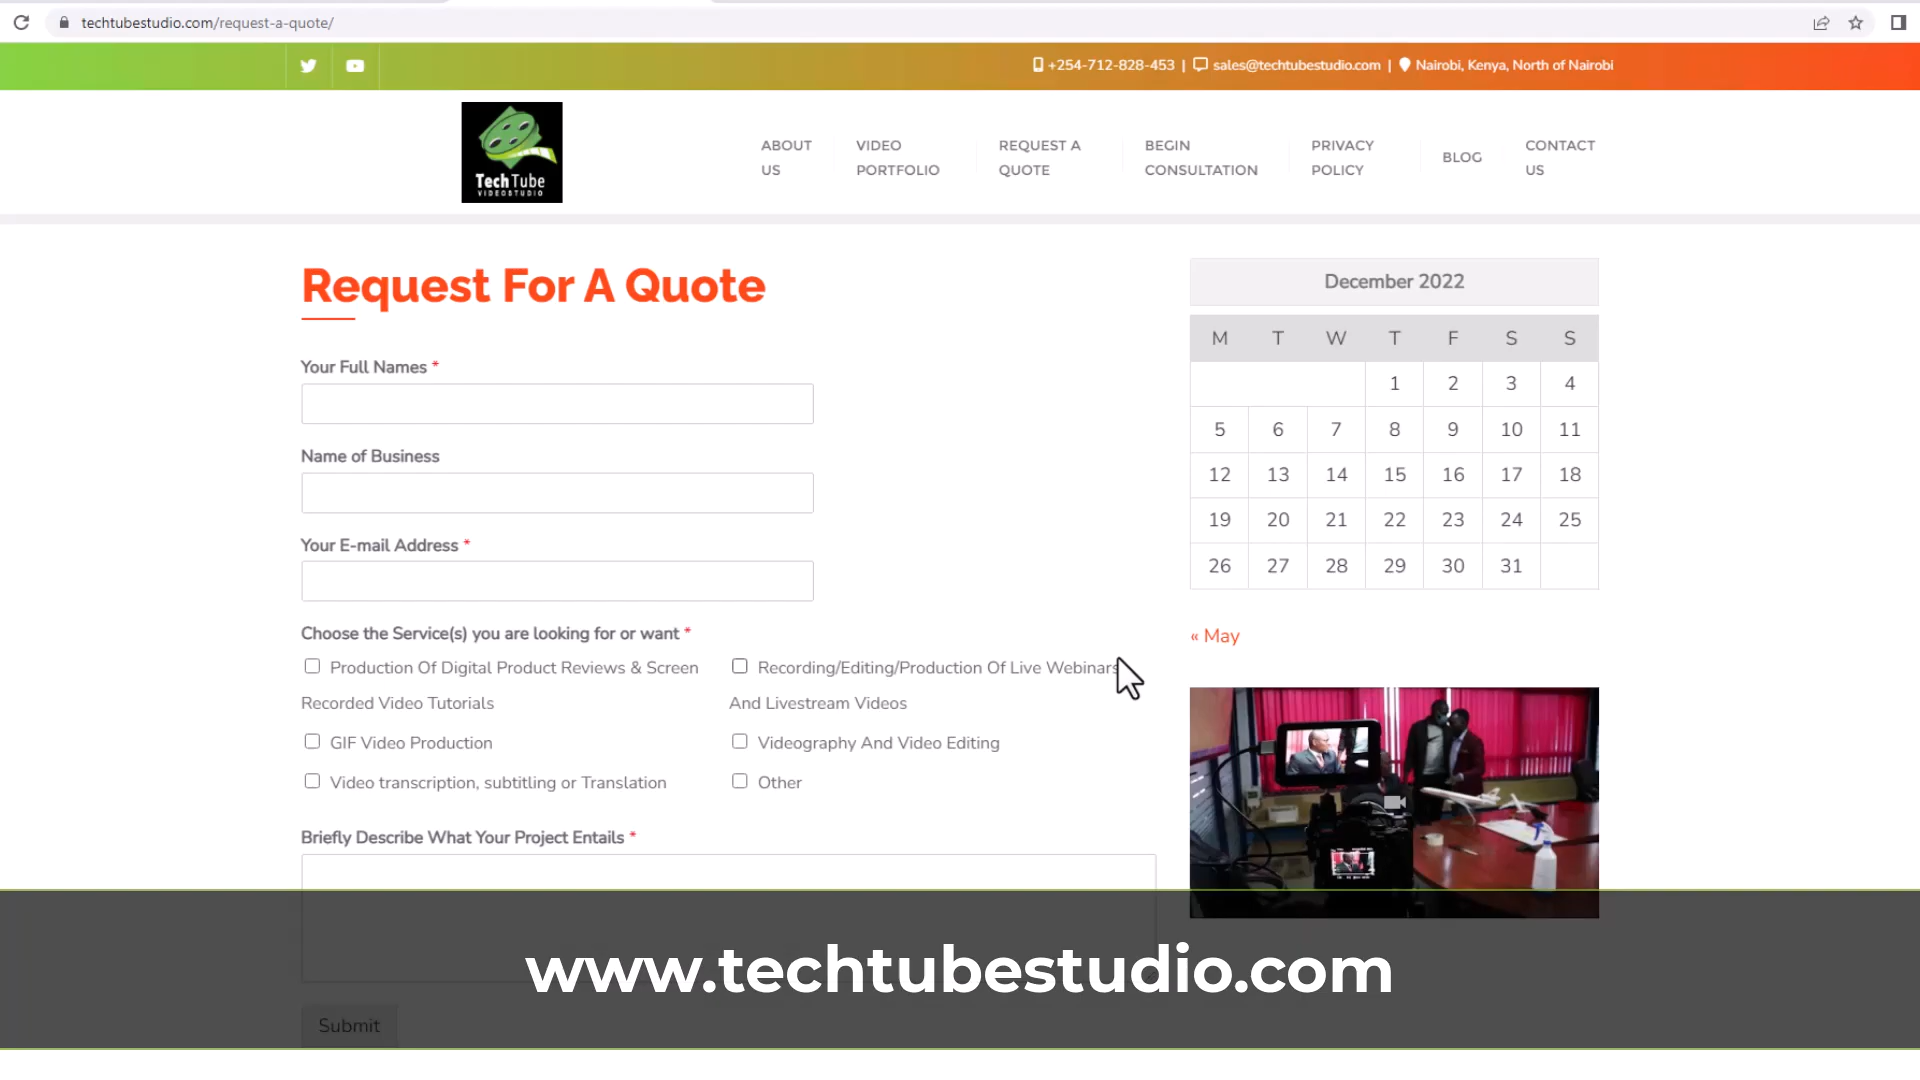 techtubestudio.com/request-a-quote/
+254-712-828-453 | sales@techtubestudio.com | Nairobi, Kenya, North of Nairobi
TechTube
VIDEOSTUDIO
ABOUT US
VIDEO PORTFOLIO
REQUEST A QUOTE
BEGIN CONSULTATION
PRIVACY POLICY
BLOG
CONTACT US
Request For A Quote
Your Full Names *
Name of Business
Your E-mail Address *
Choose the Service(s) you are looking for or want *
Production Of Digital Product Reviews & Screen
Recorded Video Tutorials
Recording/Editing/Production Of Live Webinars
And Livestream Videos
GIF Video Production
Videography And Video Editing
Video transcription, subtitling or Translation
Other
Briefly Describe What Your Project Entails *
Submit
December 2022
M T W T F S S
1 2 3 4
5 6 7 8 9 10 11
12 13 14 15 16 17 18
19 20 21 22 23 24 25
26 27 28 29 30 31
« May
www.techtubestudio.com